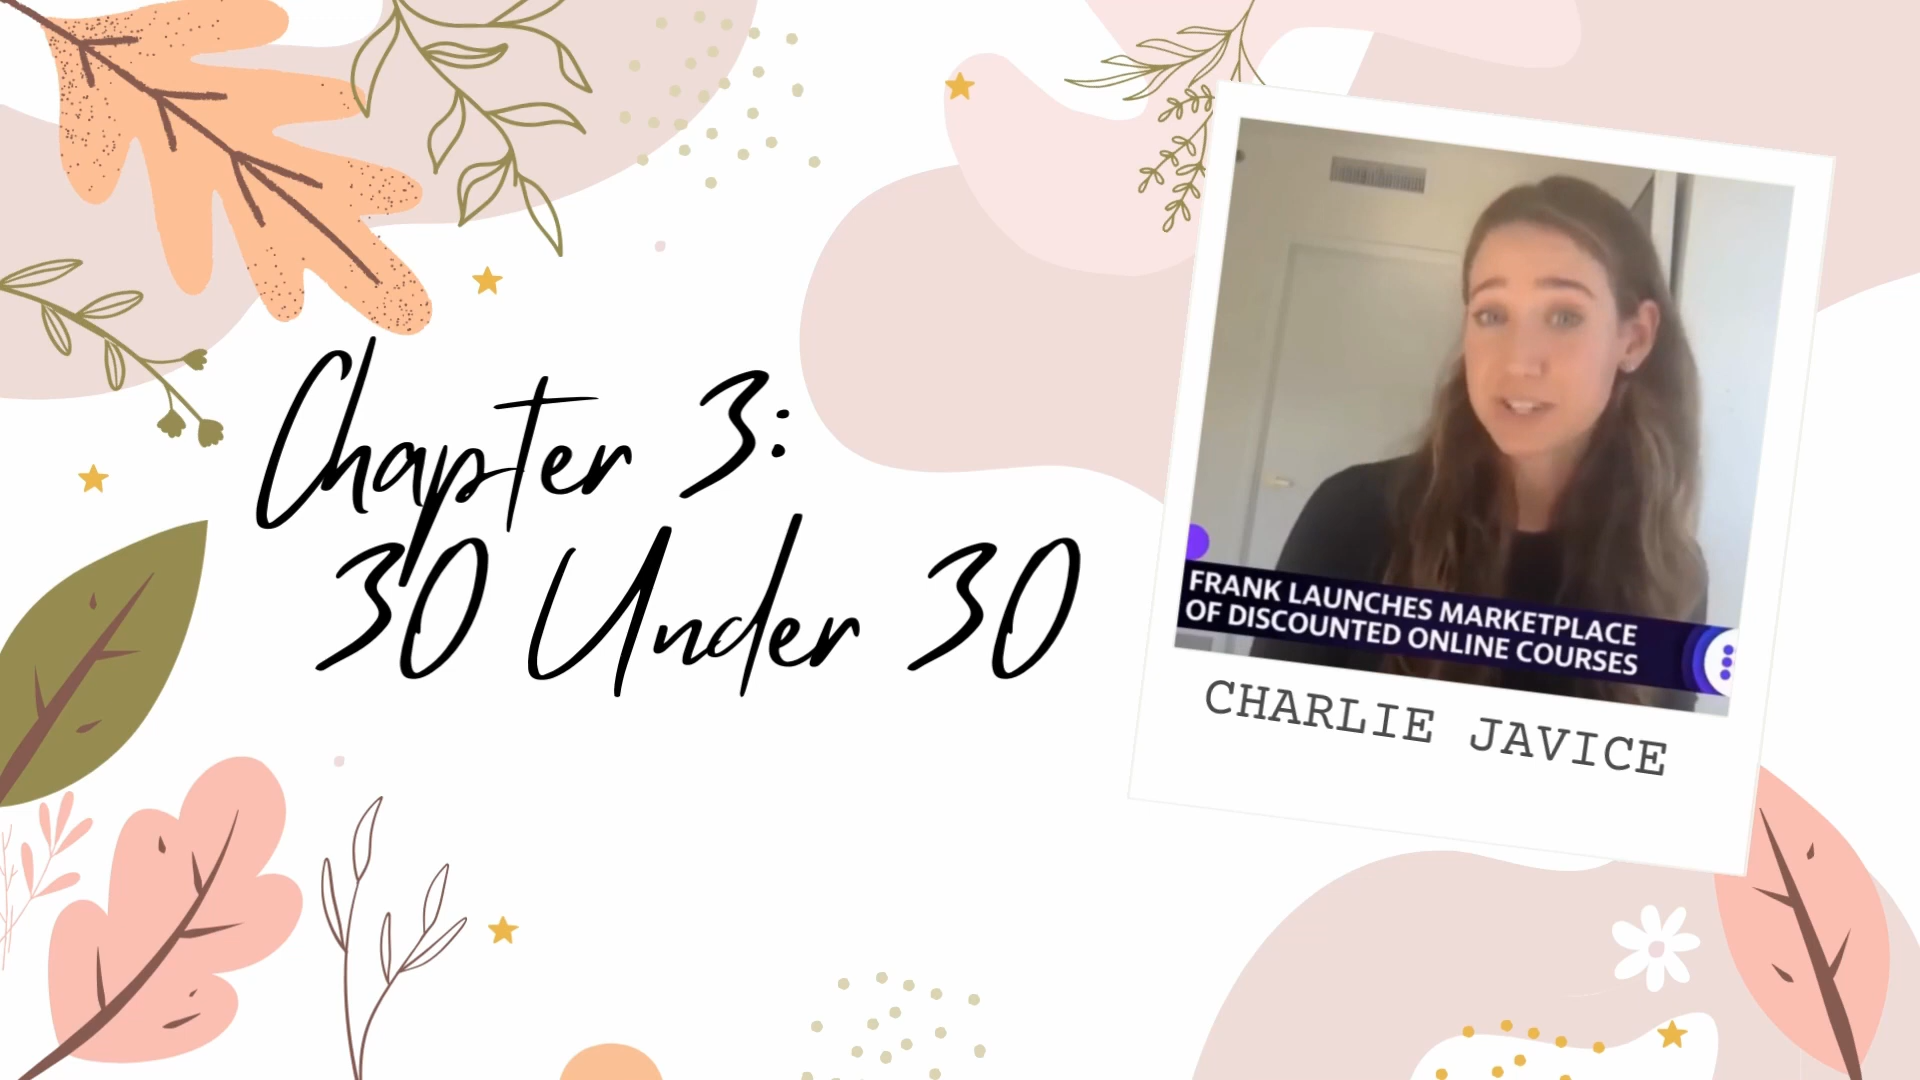 Chapter 3:
30 Under 30
FRANK LAUNCHES MARKETPLACE
OF DISCOUNTED ONLINE COURSES
CHARLIE JAVICE